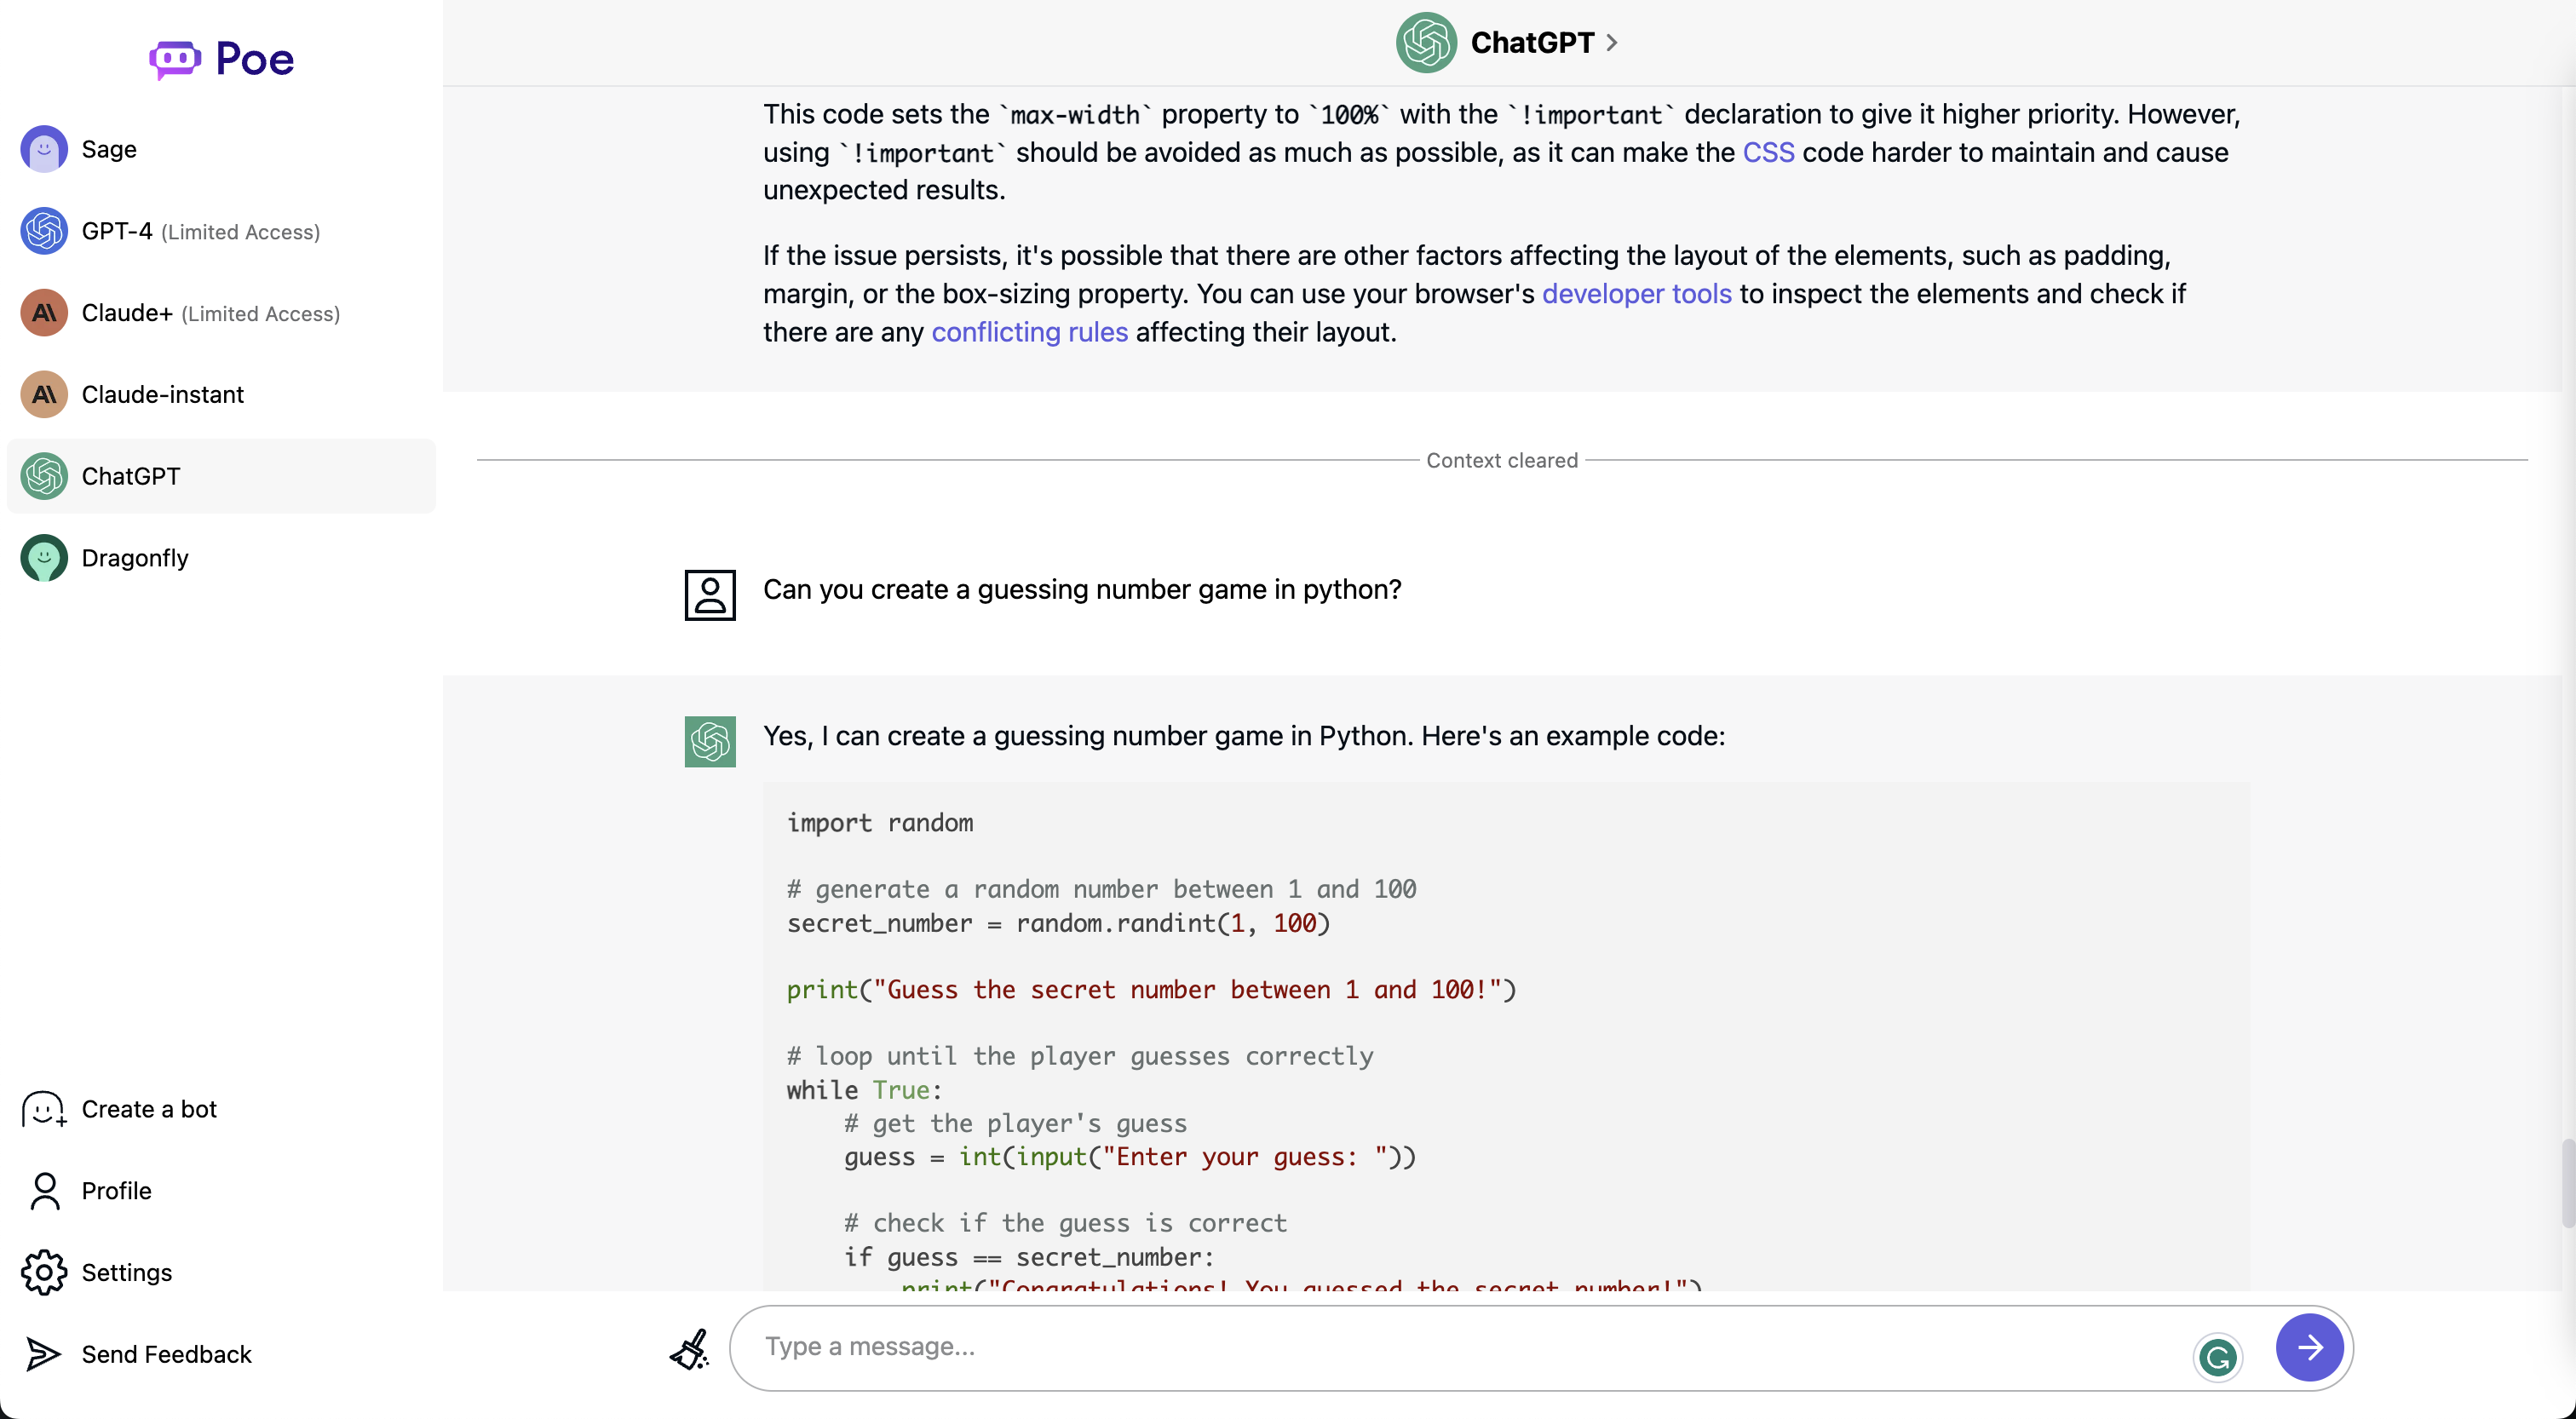 Poe
Sage
GPT-4 (Limited Access)
Claude+ (Limited Access)
Claude-instant
ChatGPT
Dragonfly
Create a bot
Profile
Settings
Send Feedback
ChatGPT
This code sets the `max-width` property to `100%` with the `!important` declaration to give it higher priority. However,
using `!important` should be avoided as much as possible, as it can make the CSS code harder to maintain and cause
unexpected results.
If the issue persists, it's possible that there are other factors affecting the layout of the elements, such as padding,
margin, or the box-sizing property. You can use your browser's developer tools to inspect the elements and check if
there are any conflicting rules affecting their layout.
Context cleared
Can you create a guessing number game in python?
Yes, I can create a guessing number game in Python. Here's an example code:
import random
# generate a random number between 1 and 100
secret_number = random.randint(1, 100)
print("Guess the secret number between 1 and 100!")
# loop until the player guesses correctly
while True:
    # get the player's guess
    guess = int(input("Enter your guess: "))
    # check if the guess is correct
    if guess == secret_number:
        print("Congratulations! You guessed the secret number!")
Type a message...